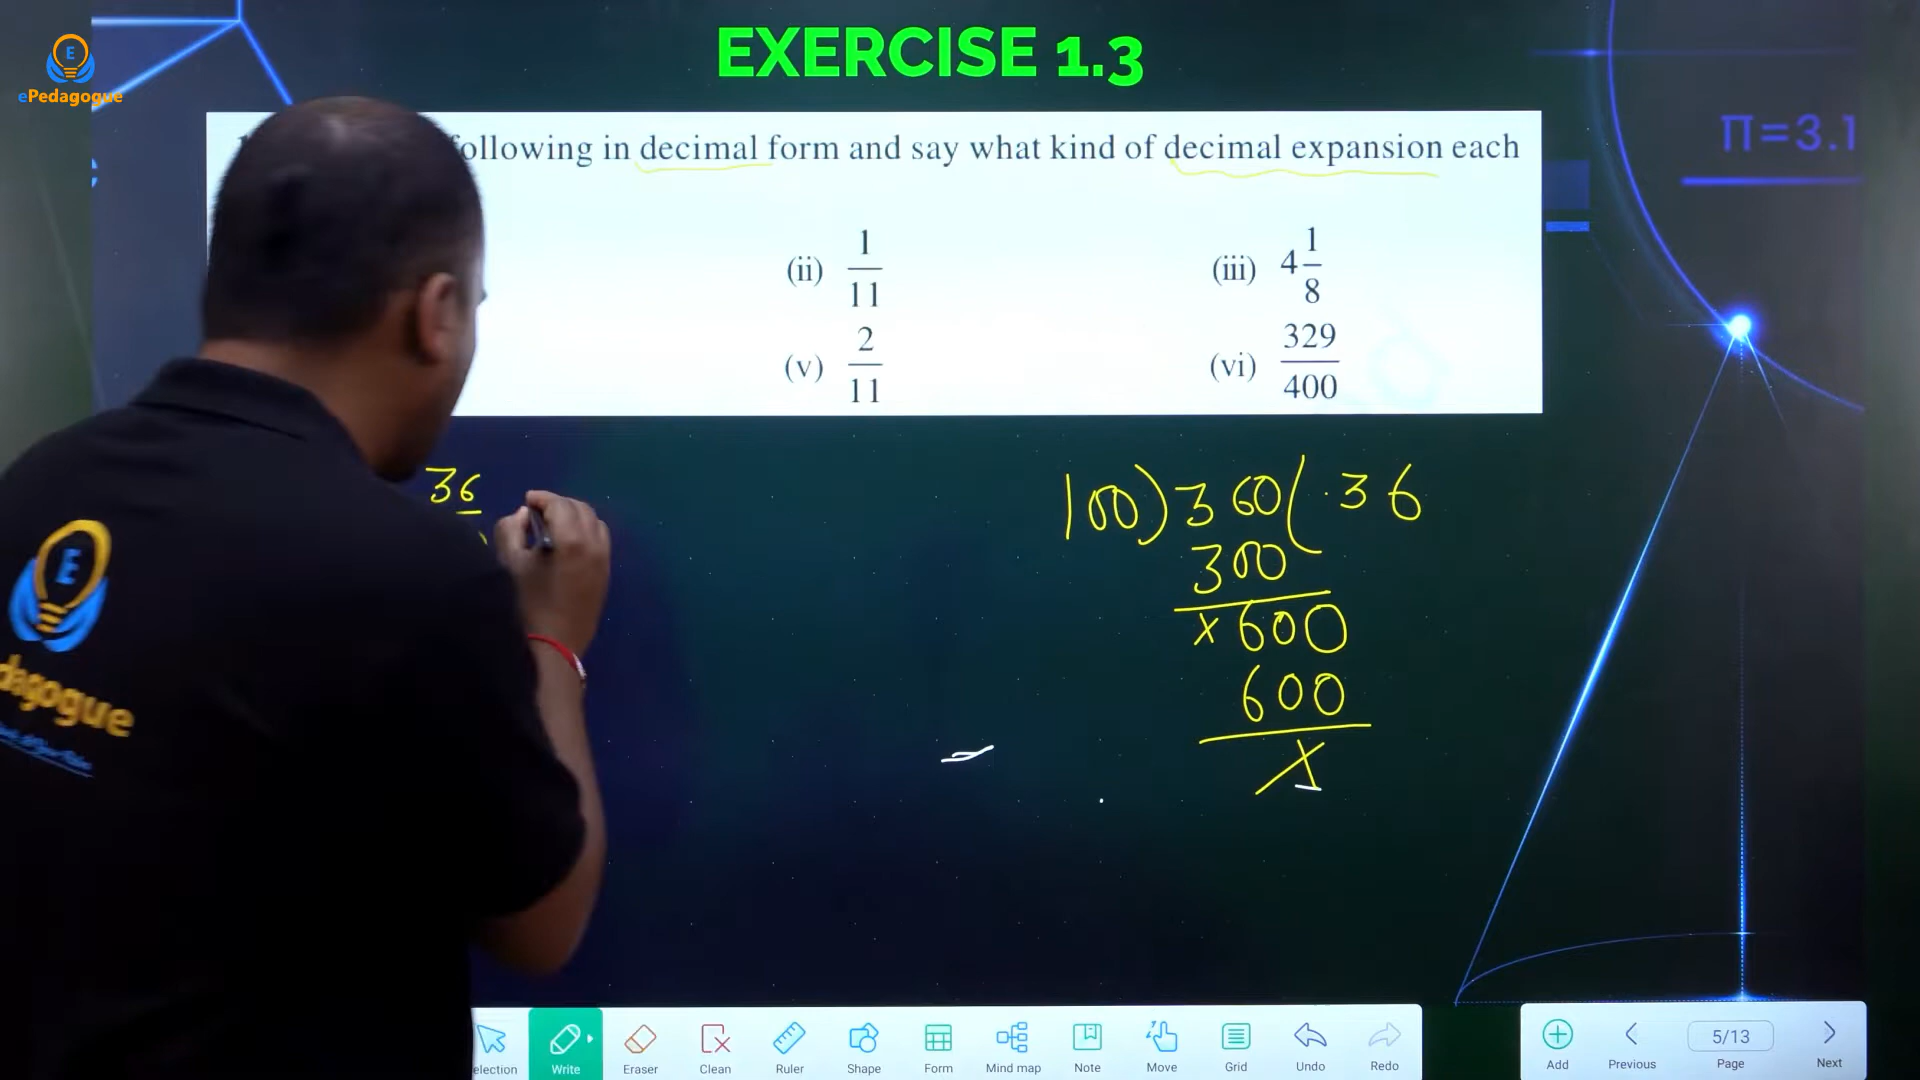 EXERCISE 1.3
E
ePedagogue
following in decimal form and say what kind of decimal expansion each
(ii) 1/11
(iii) 4 1/8
(v) 2/11
(vi) 329/400
Π=3.1
36
100)360(.36
300
×600
600
×
E
dagogue
election
Write
Eraser
Clean
Ruler
Shape
Form
Mind map
Note
Move
Grid
Undo
Redo
Add
Previous
5/13
Page
Next